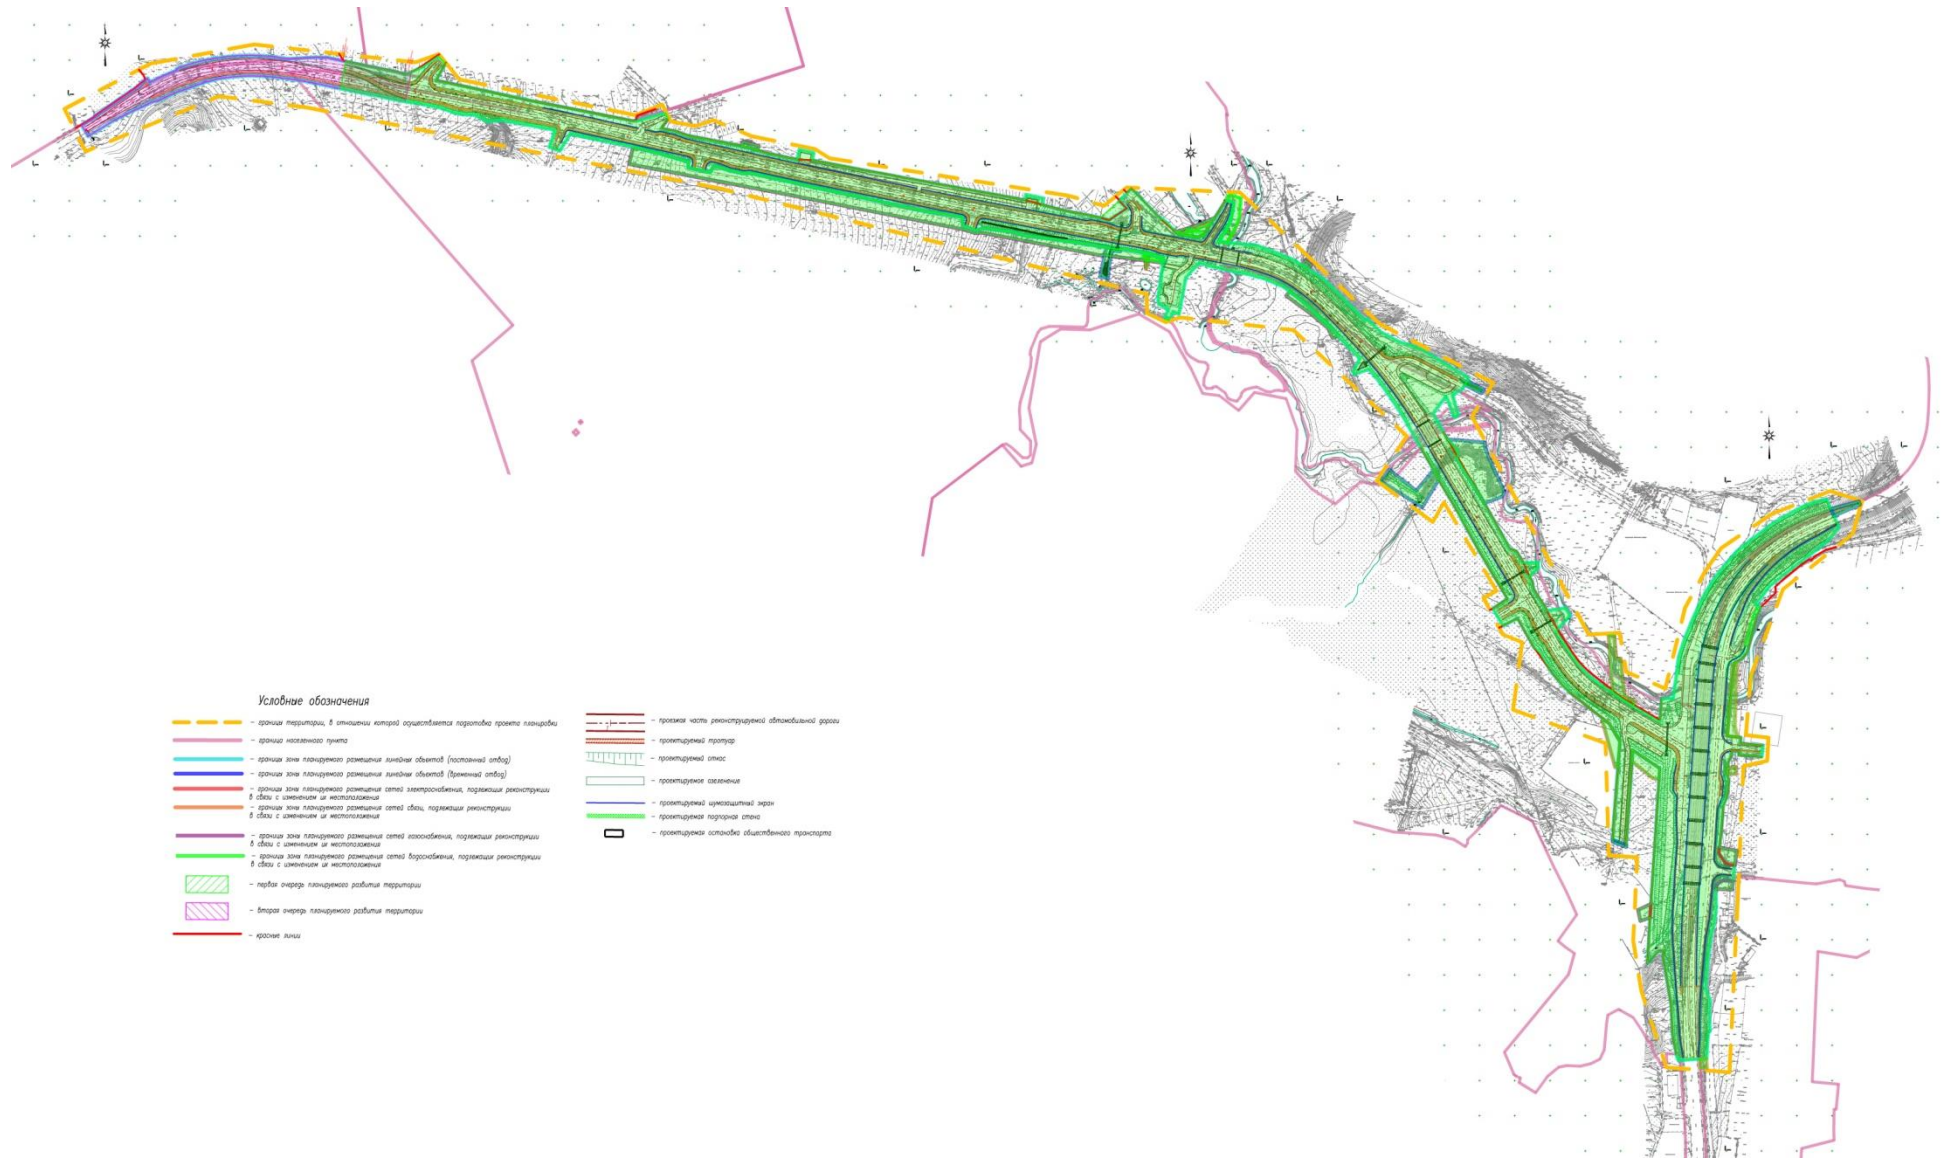 Условные обозначения
– границы территории, в отношении которой осуществляется подготовка проекта планировки
– граница населенного пункта
– границы зоны планируемого размещения линейных объектов (постоянный отвод)
– границы зоны планируемого размещения линейных объектов (временный отвод)
– границы зоны планируемого размещения сетей электроснабжения, подлежащих реконструкции
в связи с изменением их местоположения
– границы зоны планируемого размещения сетей связи, подлежащих реконструкции
в связи с изменением их местоположения
– границы зоны планируемого размещения сетей газоснабжения, подлежащих реконструкции
в связи с изменением их местоположения
– границы зоны планируемого размещения сетей водоснабжения, подлежащих реконструкции
в связи с изменением их местоположения
– первая очередь планируемого развития территории
– вторая очередь планируемого развития территории
– красные линии
– проезжая часть реконструируемой автомобильной дороги
– проектируемый тротуар
– проектируемый откос
– проектируемое озеленение
– проектируемый шумозащитный экран
– проектируемая подпорная стена
– проектируемая остановка общественного транспорта